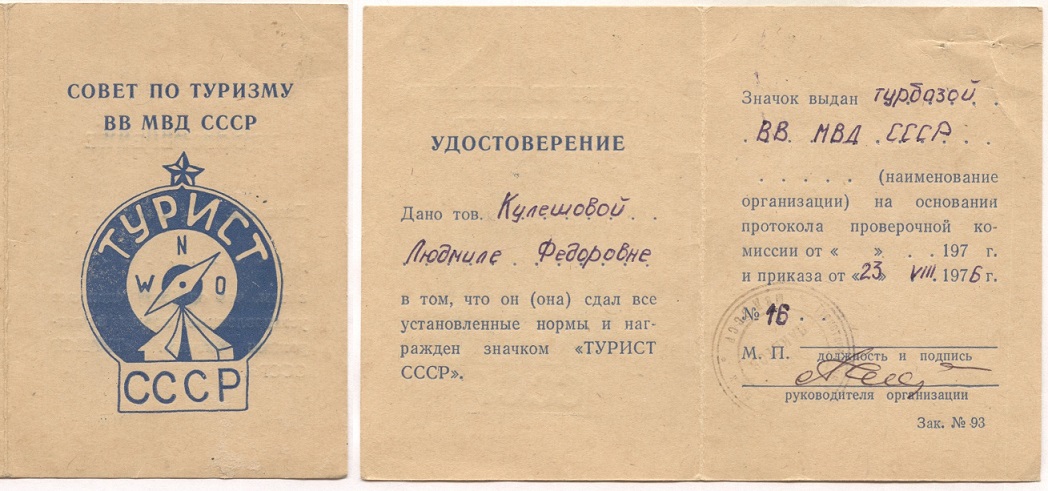 СОВЕТ ПО ТУРИЗМУ
ВВ МВД СССР
ТУРИСТ
N
W O
СССР
УДОСТОВЕРЕНИЕ
Дано тов. Кулешовой . .
Людмиле Федоровне
в том, что он (она) сдал все
установленные нормы и наг-
ражден значком «ТУРИСТ
СССР».
Значок выдан турбазой .
. ВВ. МВД . СССР . .
. . . . . (наименование
организации) на основании
протокола проверочной ко-
миссии от « » . . 197 г.
и приказа от «23» VIII. 1976 г.
№ 16 . .
М. П. должность и подпись
руководителя организации
Зак. № 93